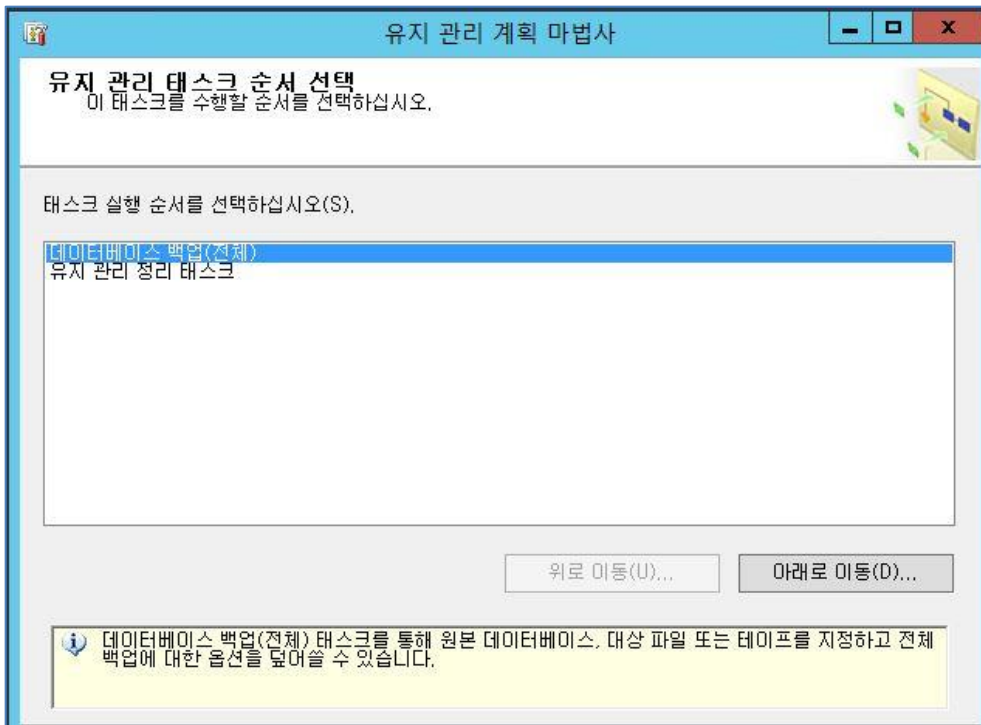 유지 관리 계획 마법사
유지 관리 태스크 순서 선택
이 태스크를 수행할 순서를 선택하십시오.
태스크 실행 순서를 선택하십시오(S).
데이터베이스 백업(전체)
유지 관리 정리 태스크
위로 이동(U)... 아래로 이동(D)...
데이터베이스 백업(전체) 태스크를 통해 원본 데이터베이스, 대상 파일 또는 테이프를 지정하고 전체
백업에 대한 옵션을 덮어쓸 수 있습니다.